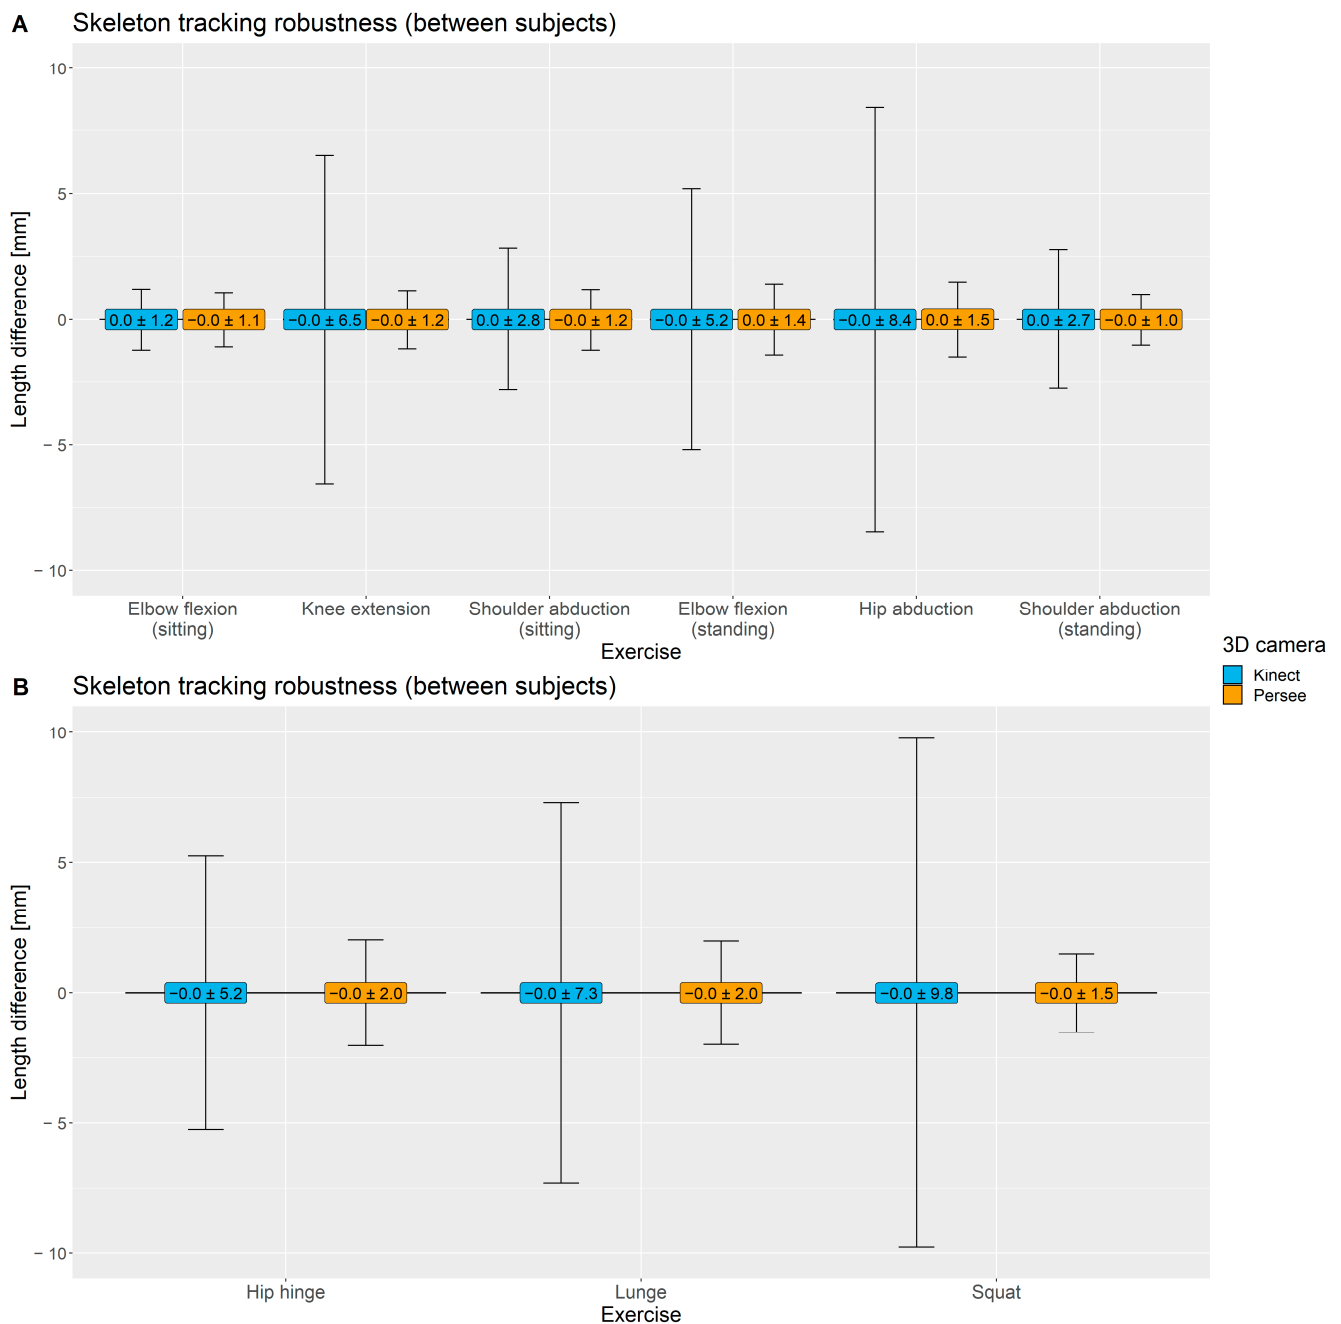 A Skeleton tracking robustness (between subjects)
Length difference [mm]
10
5
0
− 5
− 10
0.0 ± 1.2 −0.0 ± 1.1 −0.0 ± 6.5 −0.0 ± 1.2 0.0 ± 2.8 −0.0 ± 1.2 −0.0 ± 5.2 0.0 ± 1.4 −0.0 ± 8.4 0.0 ± 1.5 0.0 ± 2.7 −0.0 ± 1.0
Elbow flexion Knee extension Shoulder abduction Elbow flexion Hip abduction Shoulder abduction
(sitting) (sitting) (standing) (standing)
Exercise
3D camera
Kinect
Persee
B Skeleton tracking robustness (between subjects)
Length difference [mm]
10
5
0
− 5
− 10
−0.0 ± 5.2 −0.0 ± 2.0 −0.0 ± 7.3 −0.0 ± 2.0 −0.0 ± 9.8 −0.0 ± 1.5
Hip hinge Lunge Squat
Exercise